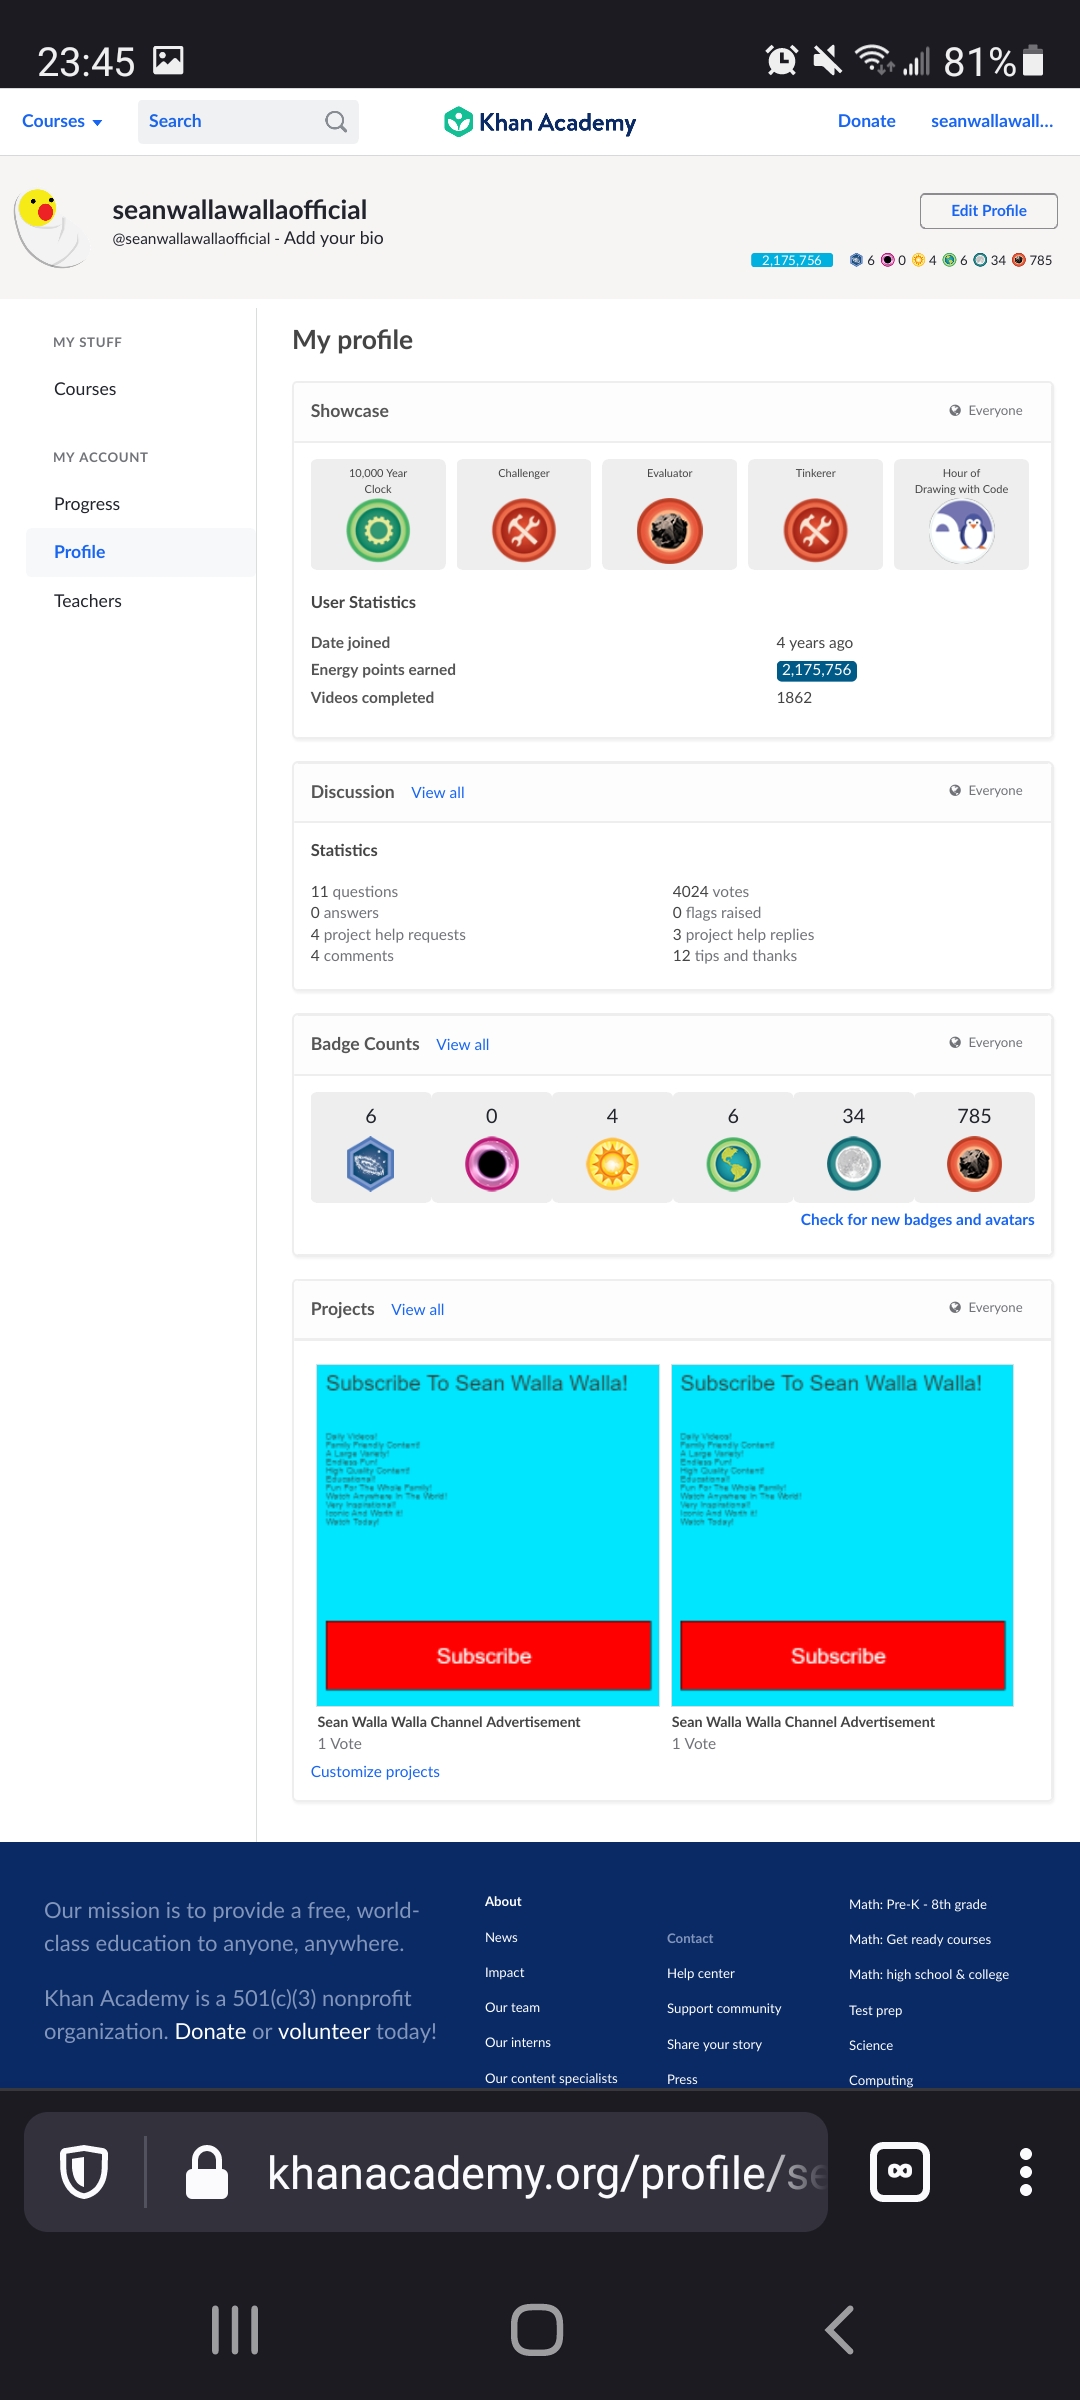 23:45
81%
Courses
Search
Khan Academy
Donate
seanwallawall...
seanwallawallaofficial
@seanwallawallaofficial - Add your bio
Edit Profile
2,175,756 6 0 4 6 34 785
MY STUFF
Courses
MY ACCOUNT
Progress
Profile
Teachers
My profile
Showcase
Everyone
10,000 Year
Clock
Challenger
Evaluator
Tinkerer
Hour of
Drawing with Code
User Statistics
Date joined 4 years ago
Energy points earned 2,175,756
Videos completed 1862
Discussion View all
Everyone
Statistics
11 questions
0 answers
4 project help requests
4 comments
4024 votes
0 flags raised
3 project help replies
12 tips and thanks
Badge Counts View all
Everyone
6 0 4 6 34 785
Check for new badges and avatars
Projects View all
Everyone
Subscribe To Sean Walla Walla!
Daily Videos!
Family Friendly Content!
A Large Variety!
Endless Fun!
High Quality Content!
Educational!
Fun For The Whole Family!
Watch Anywhere In The World!
Very Inspirational!
Iconic And Worth It!
Watch Today!
Subscribe
Sean Walla Walla Channel Advertisement
1 Vote
Subscribe To Sean Walla Walla!
Daily Videos!
Family Friendly Content!
A Large Variety!
Endless Fun!
High Quality Content!
Educational!
Fun For The Whole Family!
Watch Anywhere In The World!
Very Inspirational!
Iconic And Worth It!
Watch Today!
Subscribe
Sean Walla Walla Channel Advertisement
1 Vote
Customize projects
Our mission is to provide a free, world-
class education to anyone, anywhere.
Khan Academy is a 501(c)(3) nonprofit
organization. Donate or volunteer today!
About
News
Impact
Our team
Our interns
Our content specialists
Contact
Help center
Support community
Share your story
Press
Math: Pre-K - 8th grade
Math: Get ready courses
Math: high school & college
Test prep
Science
Computing
khanacademy.org/profile/se
∞